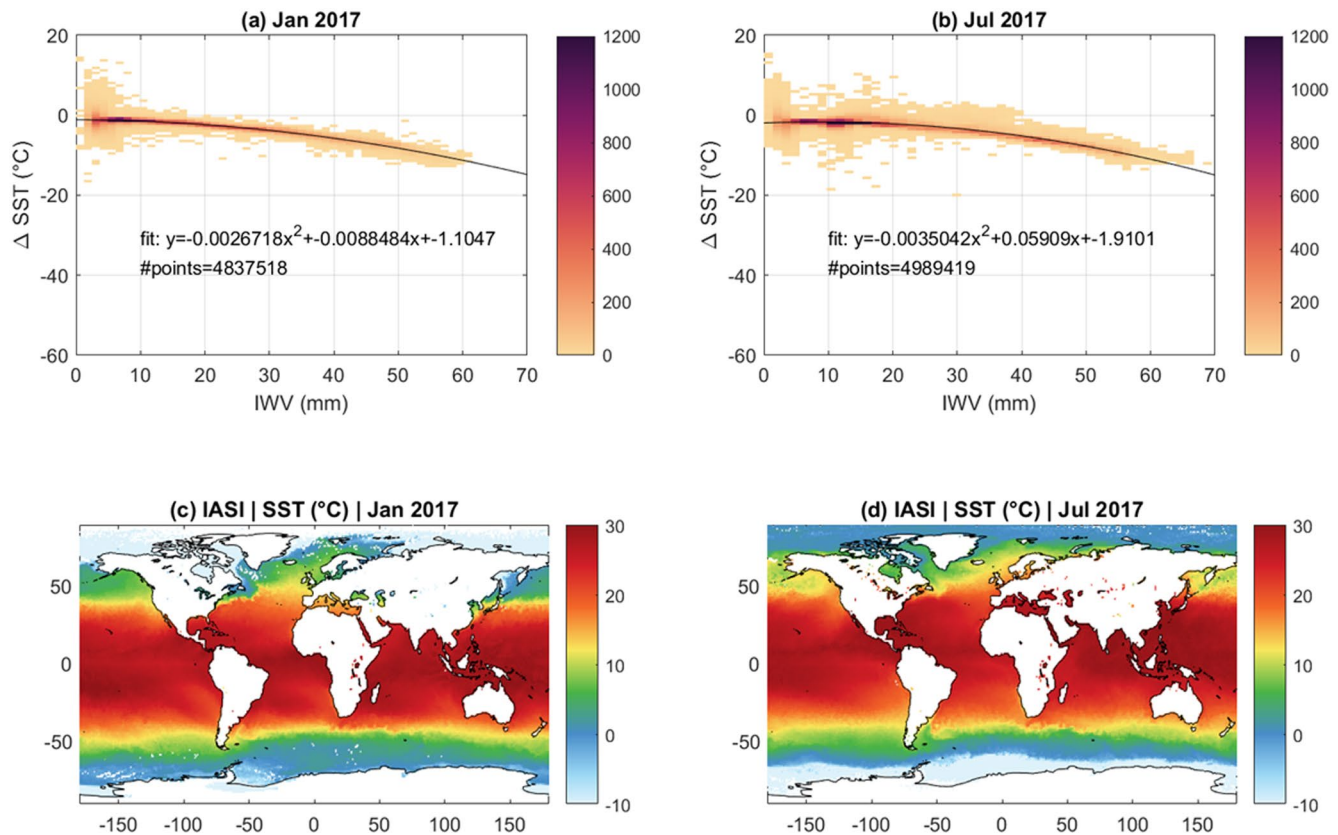 (a) Jan 2017
20
0
-20
-40
-60
Δ SST (°C)
fit: y=-0.0026718x²+-0.0088484x+-1.1047
#points=4837518
0 10 20 30 40 50 60 70
IWV (mm)
1200
1000
800
600
400
200
0
(b) Jul 2017
20
0
-20
-40
-60
Δ SST (°C)
fit: y=-0.0035042x²+0.05909x+-1.9101
#points=4989419
0 10 20 30 40 50 60 70
IWV (mm)
1200
1000
800
600
400
200
0
(c) IASI | SST (°C) | Jan 2017
50
0
-50
-150 -100 -50 0 50 100 150
30
20
10
0
-10
(d) IASI | SST (°C) | Jul 2017
50
0
-50
-150 -100 -50 0 50 100 150
30
20
10
0
-10